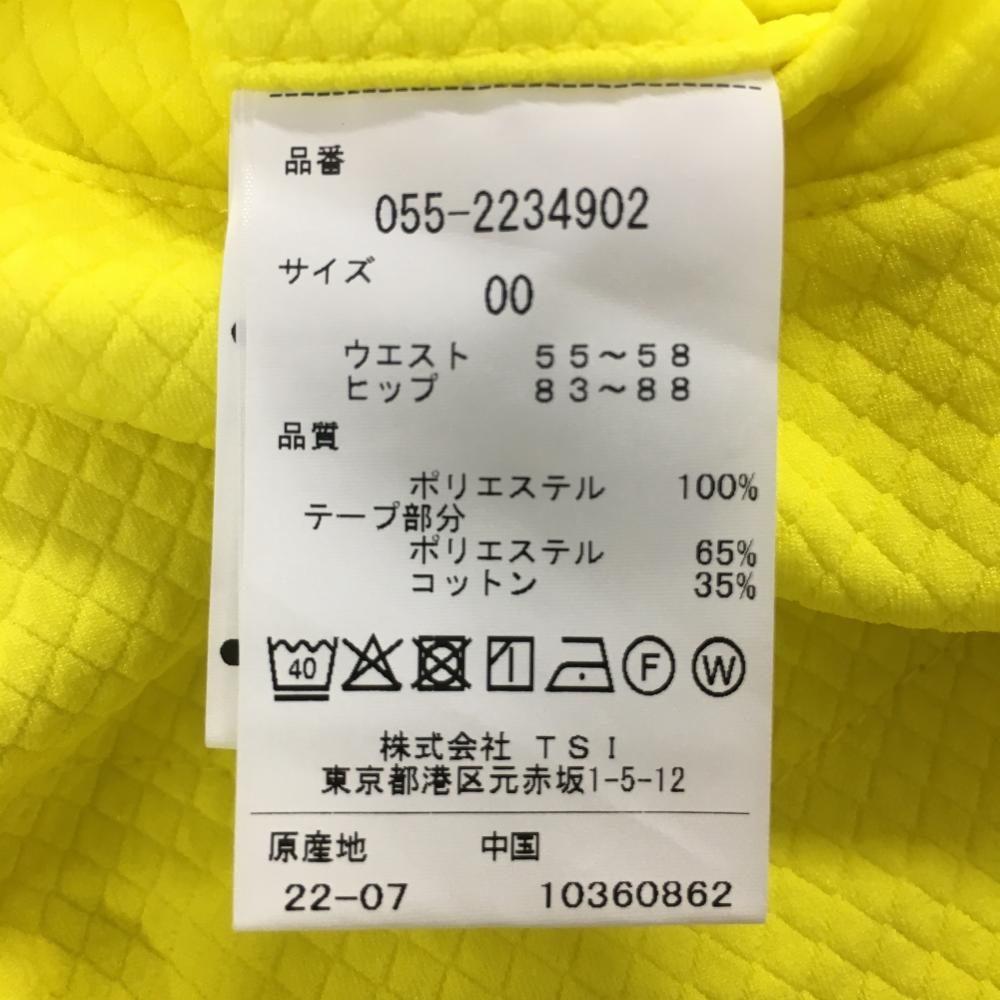 品番
055-2234902
サイズ
00
ウエスト 55～58
ヒップ 83～88
品質
ポリエステル 100%
テープ部分
ポリエステル 65%
コットン 35%
40 F W
株式会社 TSI
東京都港区元赤坂1-5-12
原産地 中国
22-07 10360862